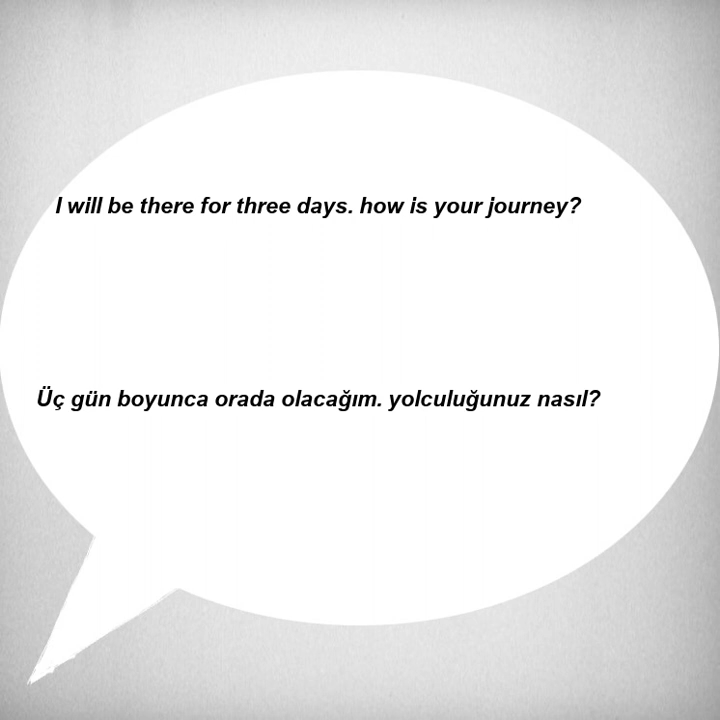 I will be there for three days. how is your journey?
Üç gün boyunca orada olacağım. yolculuğunuz nasıl?